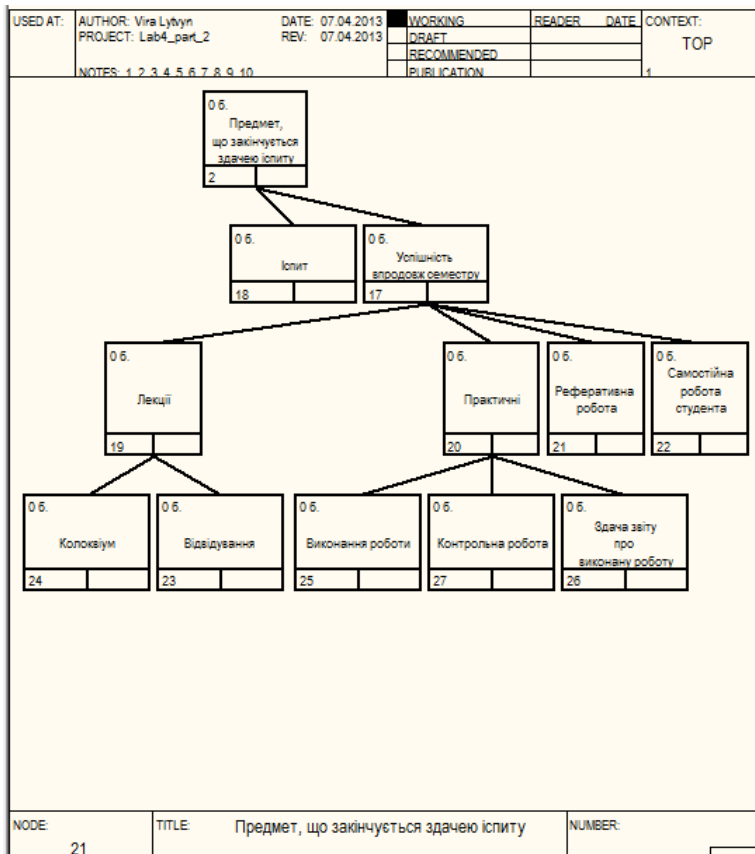 USED AT:
AUTHOR: Vira Lytvyn
DATE: 07.04.2013
WORKING
READER
DATE
CONTEXT:
PROJECT: Lab4_part_2
REV: 07.04.2013
DRAFT
TOP
RECOMMENDED
NOTES: 1 2 3 4 5 6 7 8 9 10
PUBLICATION
1
0 б.
Предмет,
що закінчується
здачею іспиту
2
0 б.
Іспит
18
0 б.
Успішність
впродовж семестру
17
0 б.
Лекції
19
0 б.
Практичні
20
0 б.
Реферативна
робота
21
0 б.
Самостійна
робота
студента
22
0 б.
Колоквіум
24
0 б.
Відвідування
23
0 б.
Виконання роботи
25
0 б.
Контрольна робота
27
0 б.
Здача звіту
про
виконану роботу
26
NODE:
TITLE:
Предмет, що закінчується здачею іспиту
NUMBER:
21